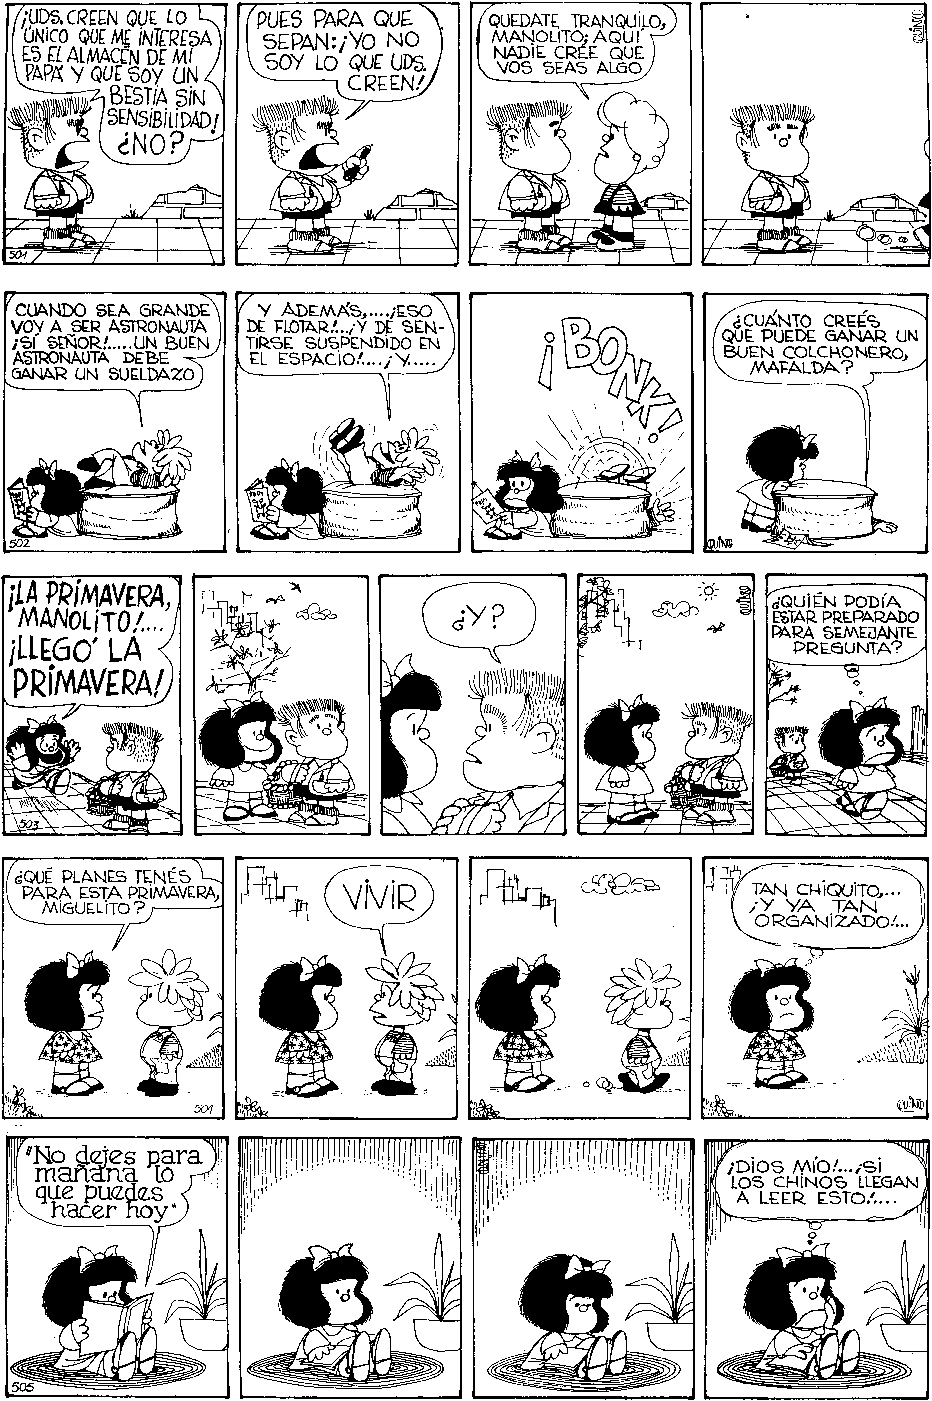 ¡UDS. CREEN QUE LO
ÚNICO QUE ME INTERESA
ES EL ALMACÉN DE MI
PAPÁ Y QUE SOY UN
BESTIA SIN
SENSIBILIDAD!
¿NO?
501
PUES PARA QUE
SEPAN: ¡YO NO
SOY LO QUE UDS.
CREEN!
QUEDATE TRANQUILO,
MANOLITO; AQUÍ
NADIE CREE QUE
VOS SEAS ALGO
QUINO
CUANDO SEA GRANDE
VOY A SER ASTRONAUTA
¡SI SEÑOR!.....UN BUEN
ASTRONAUTA DEBE
GANAR UN SUELDAZO
502
Y ADEMÁS,....¡ESO
DE FLOTAR!...¡Y DE SEN-
TIRSE SUSPENDIDO EN
EL ESPACIO!....¡Y.....
¡BONK!
¿CUÁNTO CREÉS
QUE PUEDE GANAR UN
BUEN COLCHONERO,
MAFALDA?
QUINO
¡LA PRIMAVERA,
MANOLITO!....
¡LLEGÓ LA
PRIMAVERA!
503
¿Y?
QUINO
¿QUIÉN PODÍA
ESTAR PREPARADO
PARA SEMEJANTE
PREGUNTA?
¿QUÉ PLANES TENÉS
PARA ESTA PRIMAVERA,
MIGUELITO?
504
VIVIR
TAN CHIQUITO,...
¡Y YA TAN
ORGANIZADO!...
QUINO
"No dejes para
mañana lo
que puedes
hacer hoy"
505
QUINO
¡DIOS MÍO!...¡SI
LOS CHINOS LLEGAN
A LEER ESTO!....